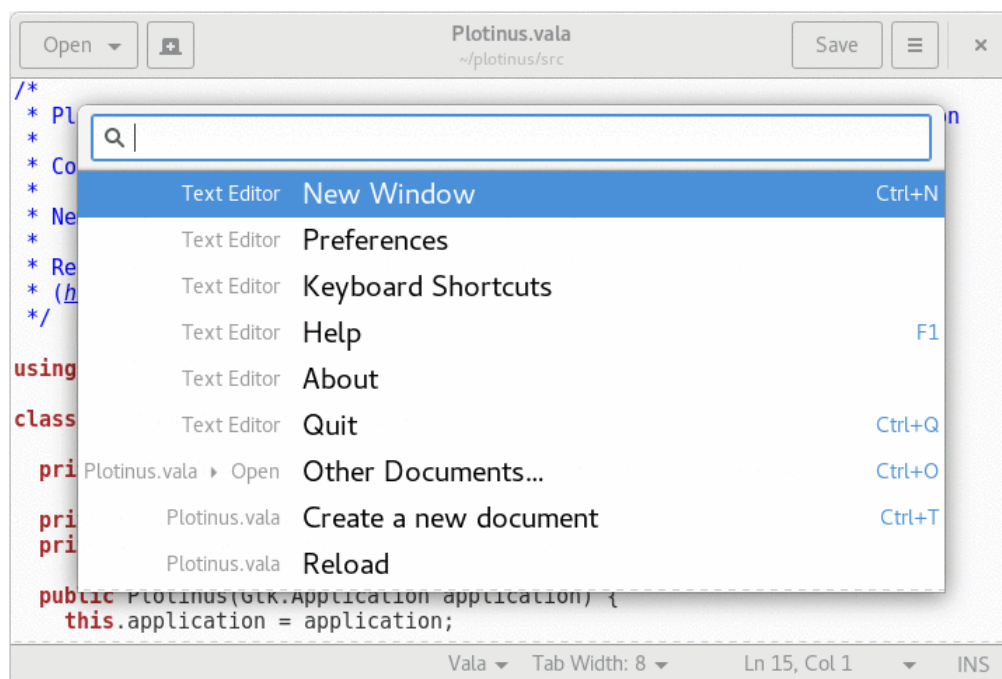 Open
Plotinus.vala
~/plotinus/src
Save
/*
* Pl
n
*
* Co
*
* Ne
*
* Re
* (h
*/
using
class
pri
pri
pri
Text Editor New Window Ctrl+N
Text Editor Preferences
Text Editor Keyboard Shortcuts
Text Editor Help F1
Text Editor About
Text Editor Quit Ctrl+Q
Plotinus.vala ▸ Open Other Documents... Ctrl+O
Plotinus.vala Create a new document Ctrl+T
Plotinus.vala Reload
public Plotinus(Gtk.Application application) {
this.application = application;
Vala Tab Width: 8 Ln 15, Col 1 INS